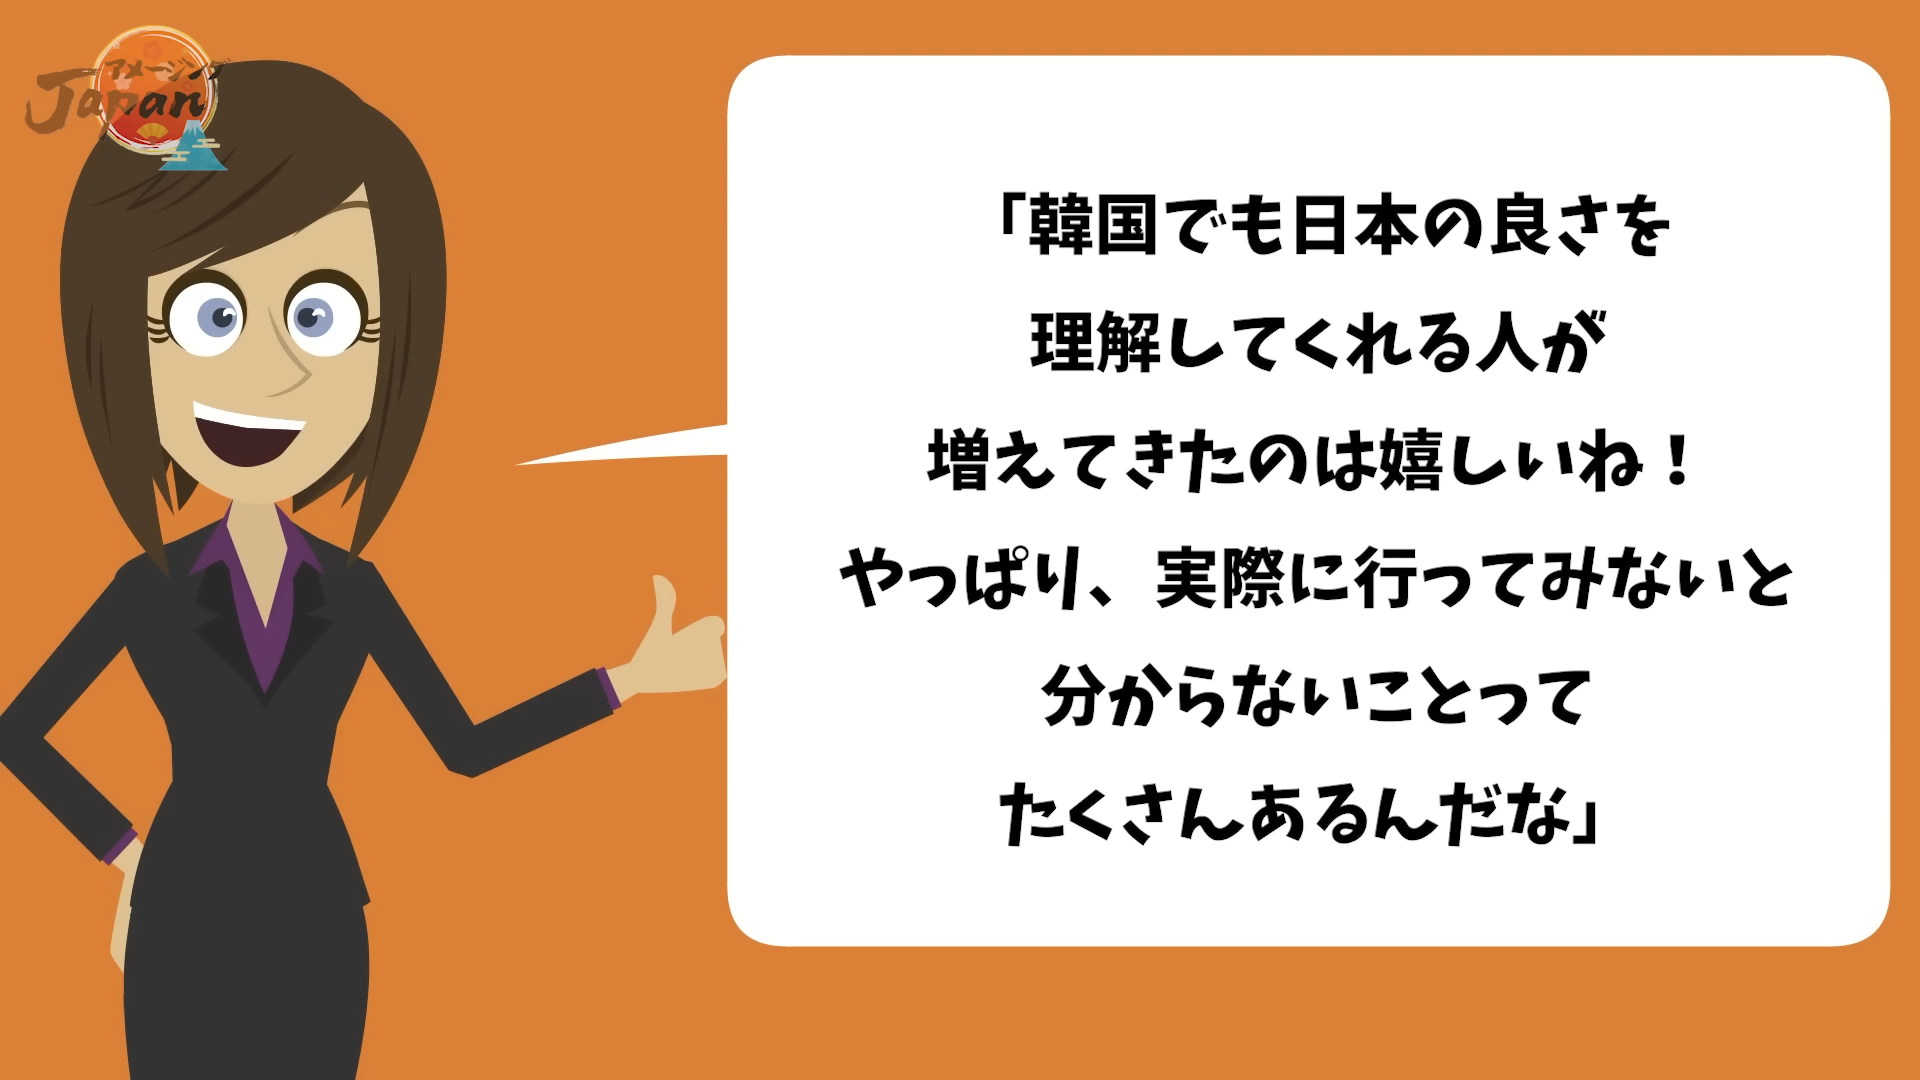 アメージング
Japan
「韓国でも日本の良さを
理解してくれる人が
増えてきたのは嬉しいね！
やっぱり、実際に行ってみないと
分からないことって
たくさんあるんだな」